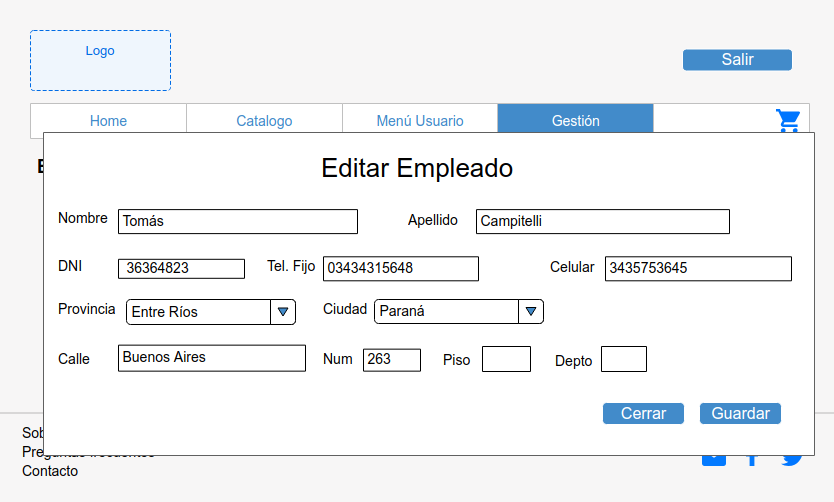 Logo
Salir
Home Catalogo Menú Usuario Gestión
Editar Empleado
Nombre Tomás Apellido Campitelli
DNI 36364823 Tel. Fijo 03434315648 Celular 3435753645
Provincia Entre Ríos Ciudad Paraná
Calle Buenos Aires Num 263 Piso Depto
Cerrar Guardar
Contacto